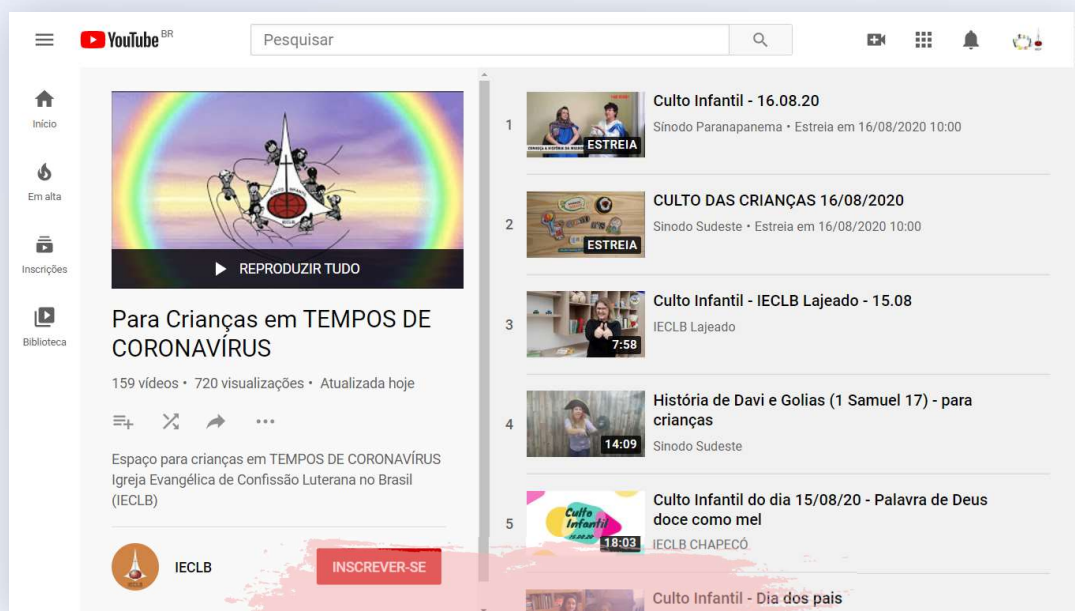 YouTube BR
Pesquisar
Início
Em alta
Inscrições
Biblioteca
REPRODUZIR TUDO
Para Crianças em TEMPOS DE
CORONAVÍRUS
159 vídeos • 720 visualizações • Atualizada hoje
Espaço para crianças em TEMPOS DE CORONAVÍRUS
Igreja Evangélica de Confissão Luterana no Brasil
(IECLB)
IECLB
INSCREVER-SE
1
ESTREIA
Culto Infantil - 16.08.20
Sínodo Paranapanema • Estreia em 16/08/2020 10:00
2
ESTREIA
CULTO DAS CRIANÇAS 16/08/2020
Sinodo Sudeste • Estreia em 16/08/2020 10:00
3
7:58
Culto Infantil - IECLB Lajeado - 15.08
IECLB Lajeado
4
14:09
História de Davi e Golias (1 Samuel 17) - para
crianças
Sinodo Sudeste
5
Culto
Infantil
15.08.20
18:03
Culto Infantil do dia 15/08/20 - Palavra de Deus
doce como mel
IECLB CHAPECÓ
Culto Infantil - Dia dos pais